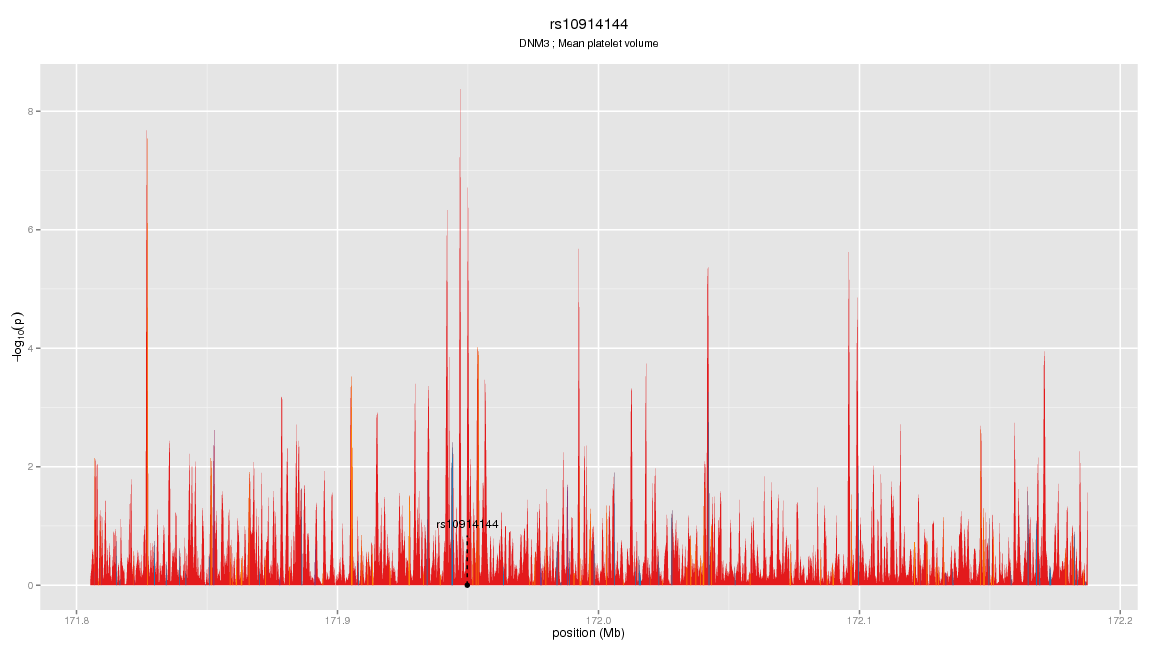 rs10914144
DNM3 ; Mean platelet volume
8
6
4
2
0
−log10(p)
rs10914144
171.8
171.9
172.0
172.1
172.2
position (Mb)